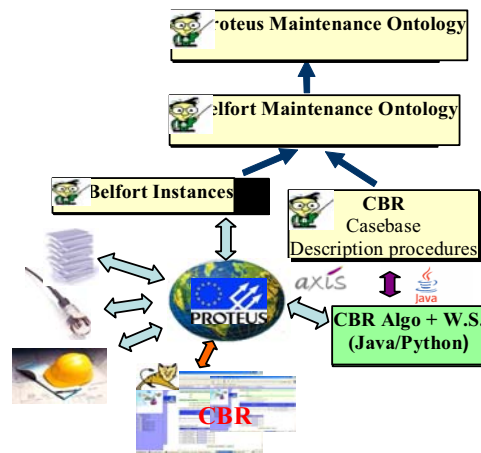 roteus Maintenance Ontology
elfort Maintenance Ontology
Belfort Instances
CBR
Casebase
Description procedures
axis
Java
PROTEUS
CBR Algo + W.S.
(Java/Python)
CBR